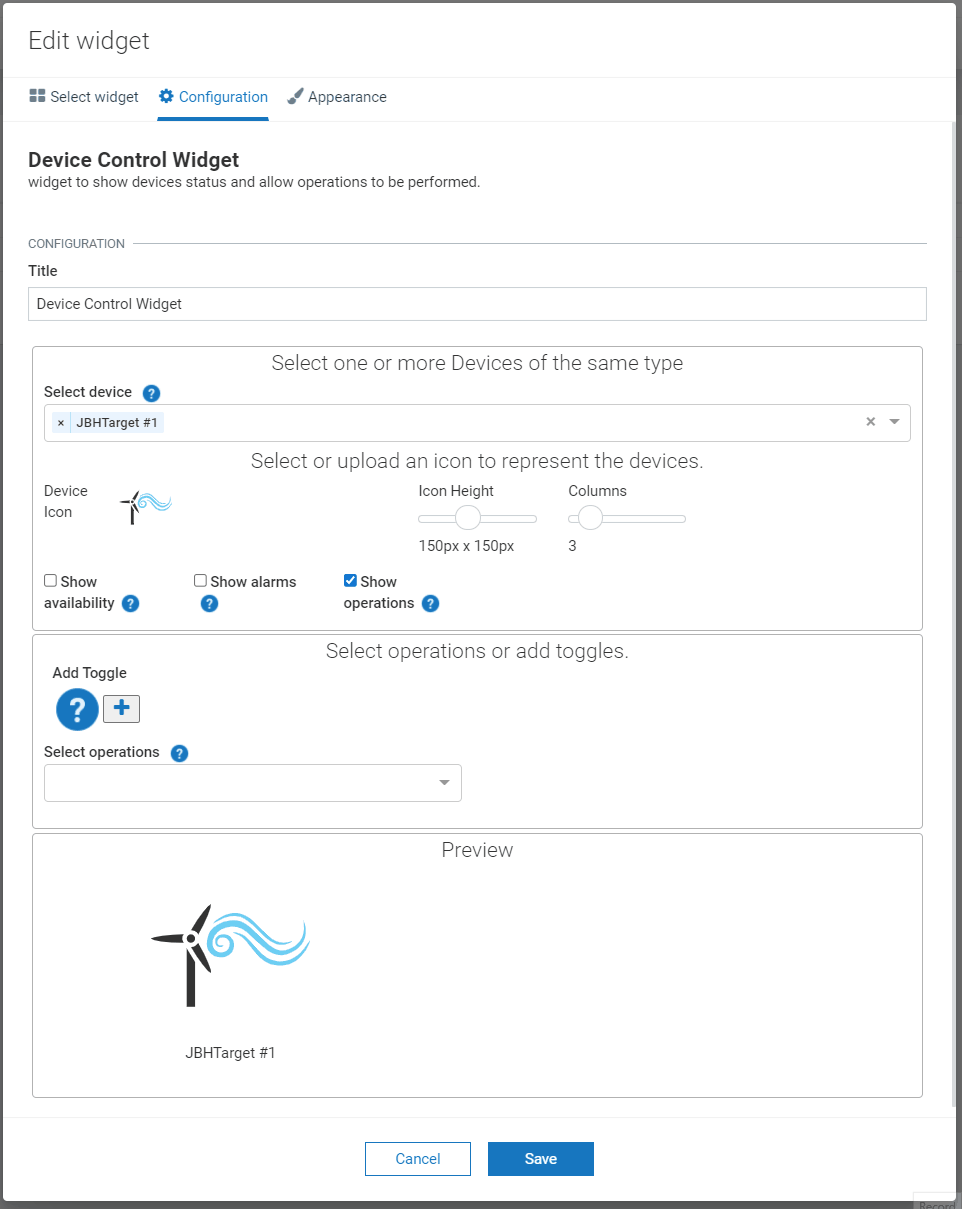 Edit widget
Select widget Configuration Appearance
Device Control Widget
widget to show devices status and allow operations to be performed.
CONFIGURATION
Title
Device Control Widget
Select one or more Devices of the same type
Select device ?
× JBHTarget #1 ×
Select or upload an icon to represent the devices.
Device Icon
Icon Height
150px x 150px
Columns
3
Show availability ?
Show alarms ?
Show operations ?
Select operations or add toggles.
Add Toggle
? +
Select operations ?
Preview
JBHTarget #1
Cancel Save
Record